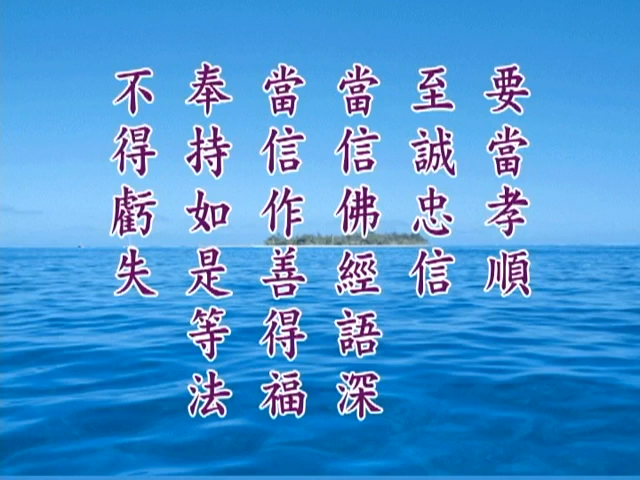 要當孝順
至誠忠信
當信佛經語深
當信作善得福
奉持如是等法
不得虧失